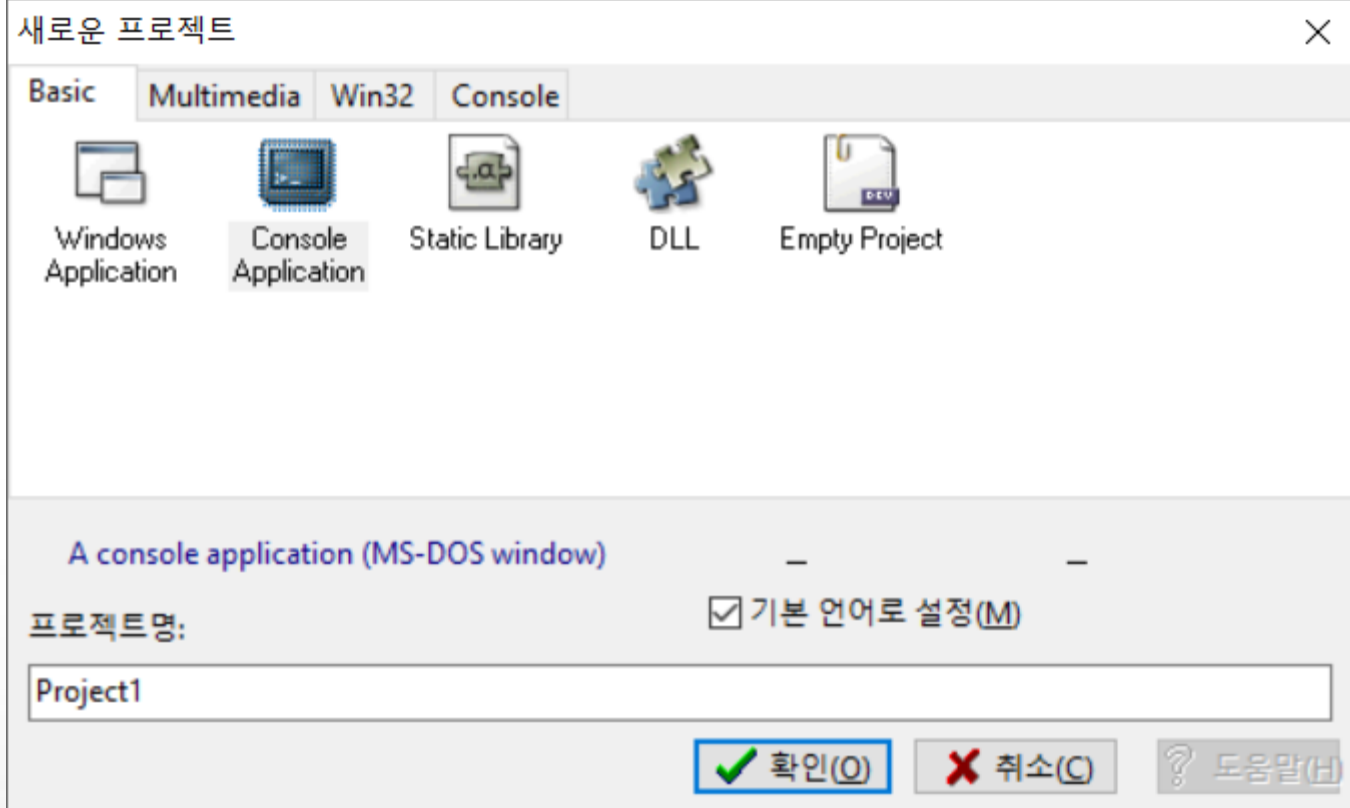 새로운 프로젝트
Basic Multimedia Win32 Console
Windows Application
Console Application
Static Library
DLL
DEV
Empty Project
A console application (MS-DOS window)
프로젝트명:
기본 언어로 설정(M)
Project1
확인(O) 취소(C) 도움말(H)